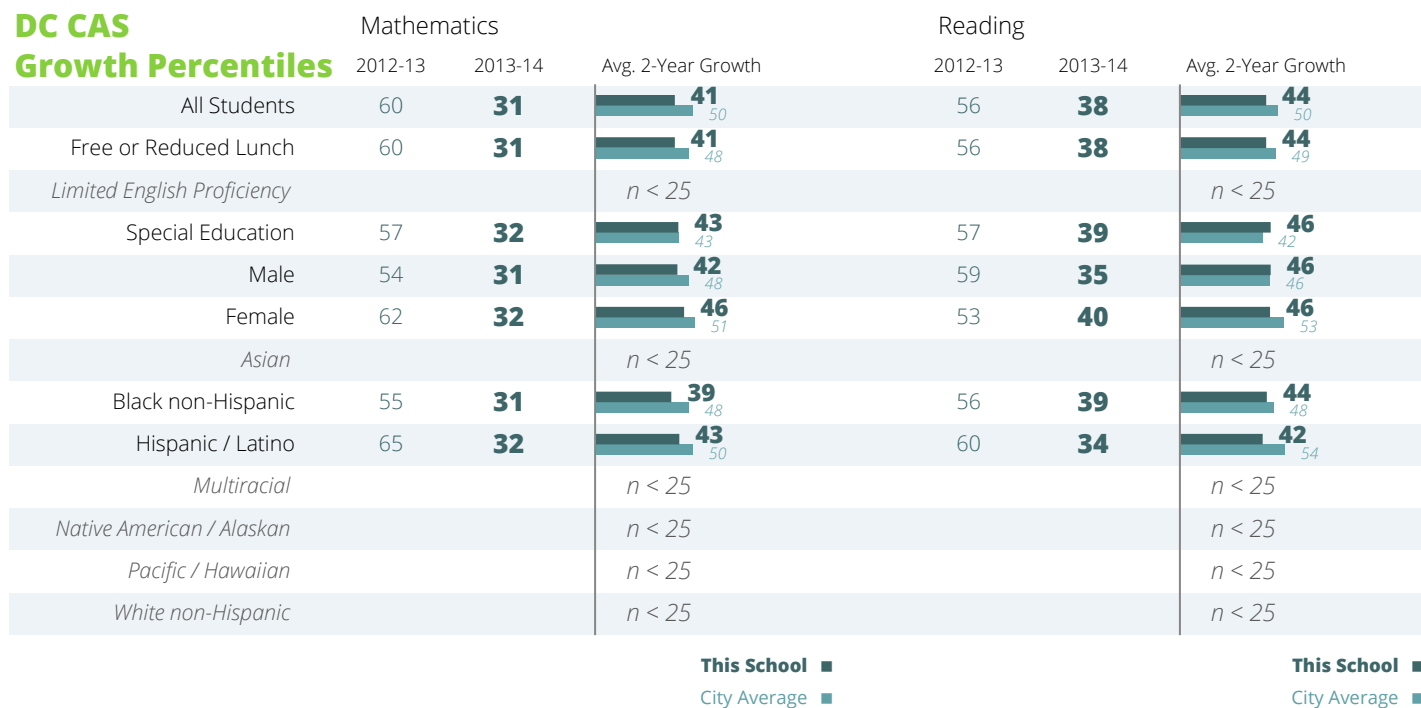 DC CAS
Growth Percentiles
Mathematics
Reading
2012-13 2013-14 Avg. 2-Year Growth 2012-13 2013-14 Avg. 2-Year Growth
All Students 60 31 41 50 56 38 44 50
Free or Reduced Lunch 60 31 41 48 56 38 44 49
Limited English Proficiency n < 25 n < 25
Special Education 57 32 43 43 57 39 46 42
Male 54 31 42 48 59 35 46 46
Female 62 32 46 51 53 40 46 53
Asian n < 25 n < 25
Black non-Hispanic 55 31 39 48 56 39 44 48
Hispanic / Latino 65 32 43 50 60 34 42 54
Multiracial n < 25 n < 25
Native American / Alaskan n < 25 n < 25
Pacific / Hawaiian n < 25 n < 25
White non-Hispanic n < 25 n < 25
This School This School
City Average City Average